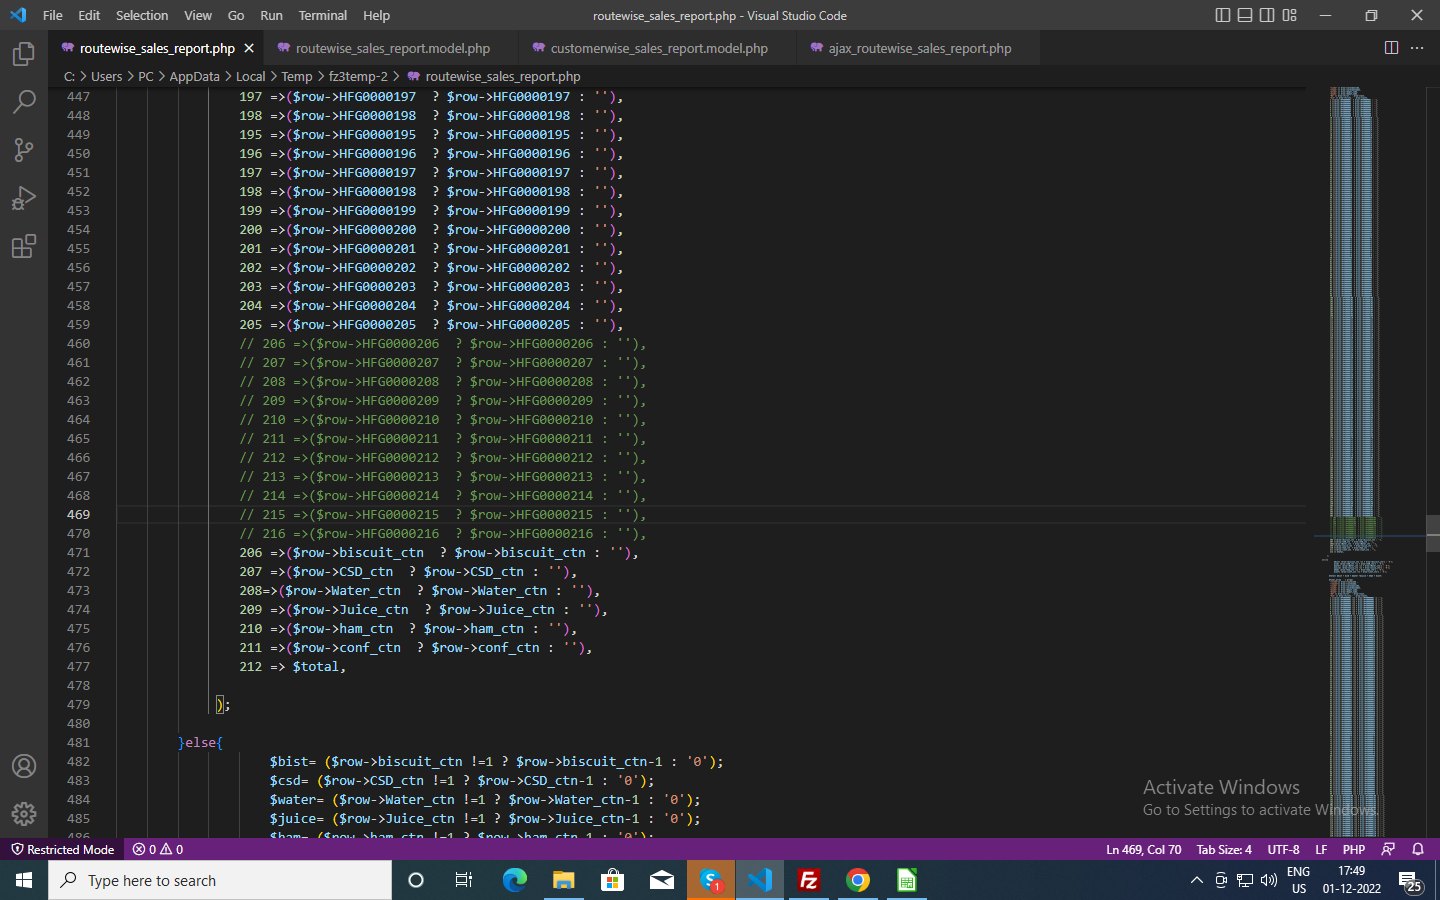 File Edit Selection View Go Run Terminal Help routewise_sales_report.php - Visual Studio Code
routewise_sales_report.php routewise_sales_report.model.php customerwise_sales_report.model.php ajax_routewise_sales_report.php
C: > Users > PC > AppData > Local > Temp > fz3temp-2 > routewise_sales_report.php
447 197 =>($row->HFG0000197  ? $row->HFG0000197 : ''),
448 198 =>($row->HFG0000198  ? $row->HFG0000198 : ''),
449 195 =>($row->HFG0000195  ? $row->HFG0000195 : ''),
450 196 =>($row->HFG0000196  ? $row->HFG0000196 : ''),
451 197 =>($row->HFG0000197  ? $row->HFG0000197 : ''),
452 198 =>($row->HFG0000198  ? $row->HFG0000198 : ''),
453 199 =>($row->HFG0000199  ? $row->HFG0000199 : ''),
454 200 =>($row->HFG0000200  ? $row->HFG0000200 : ''),
455 201 =>($row->HFG0000201  ? $row->HFG0000201 : ''),
456 202 =>($row->HFG0000202  ? $row->HFG0000202 : ''),
457 203 =>($row->HFG0000203  ? $row->HFG0000203 : ''),
458 204 =>($row->HFG0000204  ? $row->HFG0000204 : ''),
459 205 =>($row->HFG0000205  ? $row->HFG0000205 : ''),
460 // 206 =>($row->HFG0000206  ? $row->HFG0000206 : ''),
461 // 207 =>($row->HFG0000207  ? $row->HFG0000207 : ''),
462 // 208 =>($row->HFG0000208  ? $row->HFG0000208 : ''),
463 // 209 =>($row->HFG0000209  ? $row->HFG0000209 : ''),
464 // 210 =>($row->HFG0000210  ? $row->HFG0000210 : ''),
465 // 211 =>($row->HFG0000211  ? $row->HFG0000211 : ''),
466 // 212 =>($row->HFG0000212  ? $row->HFG0000212 : ''),
467 // 213 =>($row->HFG0000213  ? $row->HFG0000213 : ''),
468 // 214 =>($row->HFG0000214  ? $row->HFG0000214 : ''),
469 // 215 =>($row->HFG0000215  ? $row->HFG0000215 : ''),
470 // 216 =>($row->HFG0000216  ? $row->HFG0000216 : ''),
471 206 =>($row->biscuit_ctn  ? $row->biscuit_ctn : ''),
472 207 =>($row->CSD_ctn  ? $row->CSD_ctn : ''),
473 208=>($row->Water_ctn  ? $row->Water_ctn : ''),
474 209 =>($row->Juice_ctn  ? $row->Juice_ctn : ''),
475 210 =>($row->ham_ctn  ? $row->ham_ctn : ''),
476 211 =>($row->conf_ctn  ? $row->conf_ctn : ''),
477 212 => $total,
478
479 );
480
481 }else{
482 $bist= ($row->biscuit_ctn !=1 ? $row->biscuit_ctn-1 : '0');
483 $csd= ($row->CSD_ctn !=1 ? $row->CSD_ctn-1 : '0');
484 $water= ($row->Water_ctn !=1 ? $row->Water_ctn-1 : '0');
485 $juice= ($row->Juice_ctn !=1 ? $row->Juice_ctn-1 : '0');
486 $ham= ($row->ham_ctn !=1 ? $row->ham_ctn-1 : '0');
Activate Windows
Go to Settings to activate Windows.
Restricted Mode 0 0 Ln 469, Col 70 Tab Size: 4 UTF-8 LF PHP
Type here to search 1 ENG US 17:49 01-12-2022 25